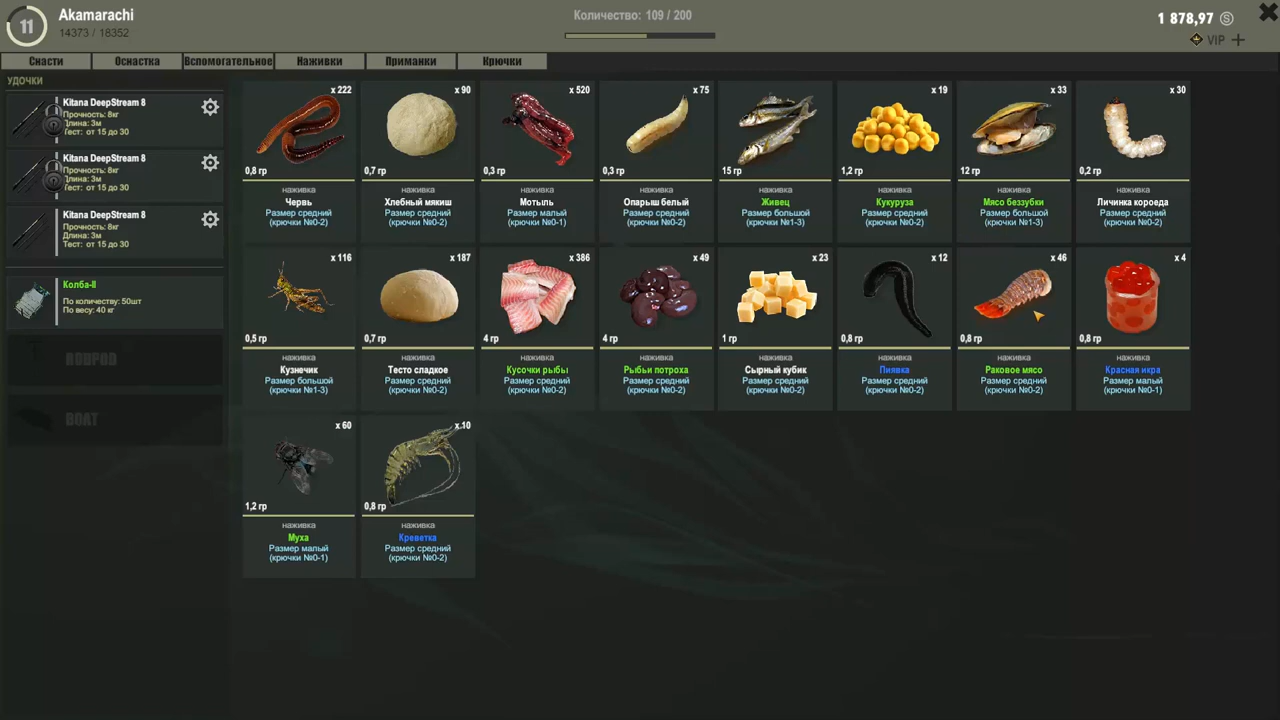 11
Akamarachi
14373 / 18352
Количество: 109 / 200
1 878,97 S
VIP
Снасти
Оснастка
Вспомогательное
Наживки
Приманки
Крючки
УДОЧКИ
Kitana DeepStream 8
Прочность: 8кг
Длина: 3м
Тест: от 15 до 30
Kitana DeepStream 8
Прочность: 8кг
Длина: 3м
Тест: от 15 до 30
Kitana DeepStream 8
Прочность: 8кг
Длина: 3м
Тест: от 15 до 30
Колба-II
По количеству: 50шт
По весу: 40 кг
RODPOD
BOAT
x 222
0,8 гр
наживка
Червь
Размер средний
(крючки №0-2)
x 90
0,7 гр
наживка
Хлебный мякиш
Размер средний
(крючки №0-2)
x 520
0,3 гр
наживка
Мотыль
Размер малый
(крючки №0-1)
x 75
0,3 гр
наживка
Опарыш белый
Размер средний
(крючки №0-2)
15 гр
наживка
Живец
Размер большой
(крючки №1-3)
x 19
1,2 гр
наживка
Кукуруза
Размер средний
(крючки №0-2)
x 33
12 гр
наживка
Мясо беззубки
Размер большой
(крючки №1-3)
x 30
0,2 гр
наживка
Личинка короеда
Размер средний
(крючки №0-2)
x 116
0,5 гр
наживка
Кузнечик
Размер большой
(крючки №1-3)
x 187
0,7 гр
наживка
Тесто сладкое
Размер средний
(крючки №0-2)
x 386
4 гр
наживка
Кусочки рыбы
Размер средний
(крючки №0-2)
x 49
4 гр
наживка
Рыбьи потроха
Размер средний
(крючки №0-2)
x 23
1 гр
наживка
Сырный кубик
Размер средний
(крючки №0-2)
x 12
0,8 гр
наживка
Пиявка
Размер средний
(крючки №0-2)
x 46
0,8 гр
наживка
Раковое мясо
Размер средний
(крючки №0-2)
x 4
0,8 гр
наживка
Красная икра
Размер малый
(крючки №0-1)
x 60
1,2 гр
наживка
Муха
Размер малый
(крючки №0-1)
x 10
0,8 гр
наживка
Креветка
Размер средний
(крючки №0-2)